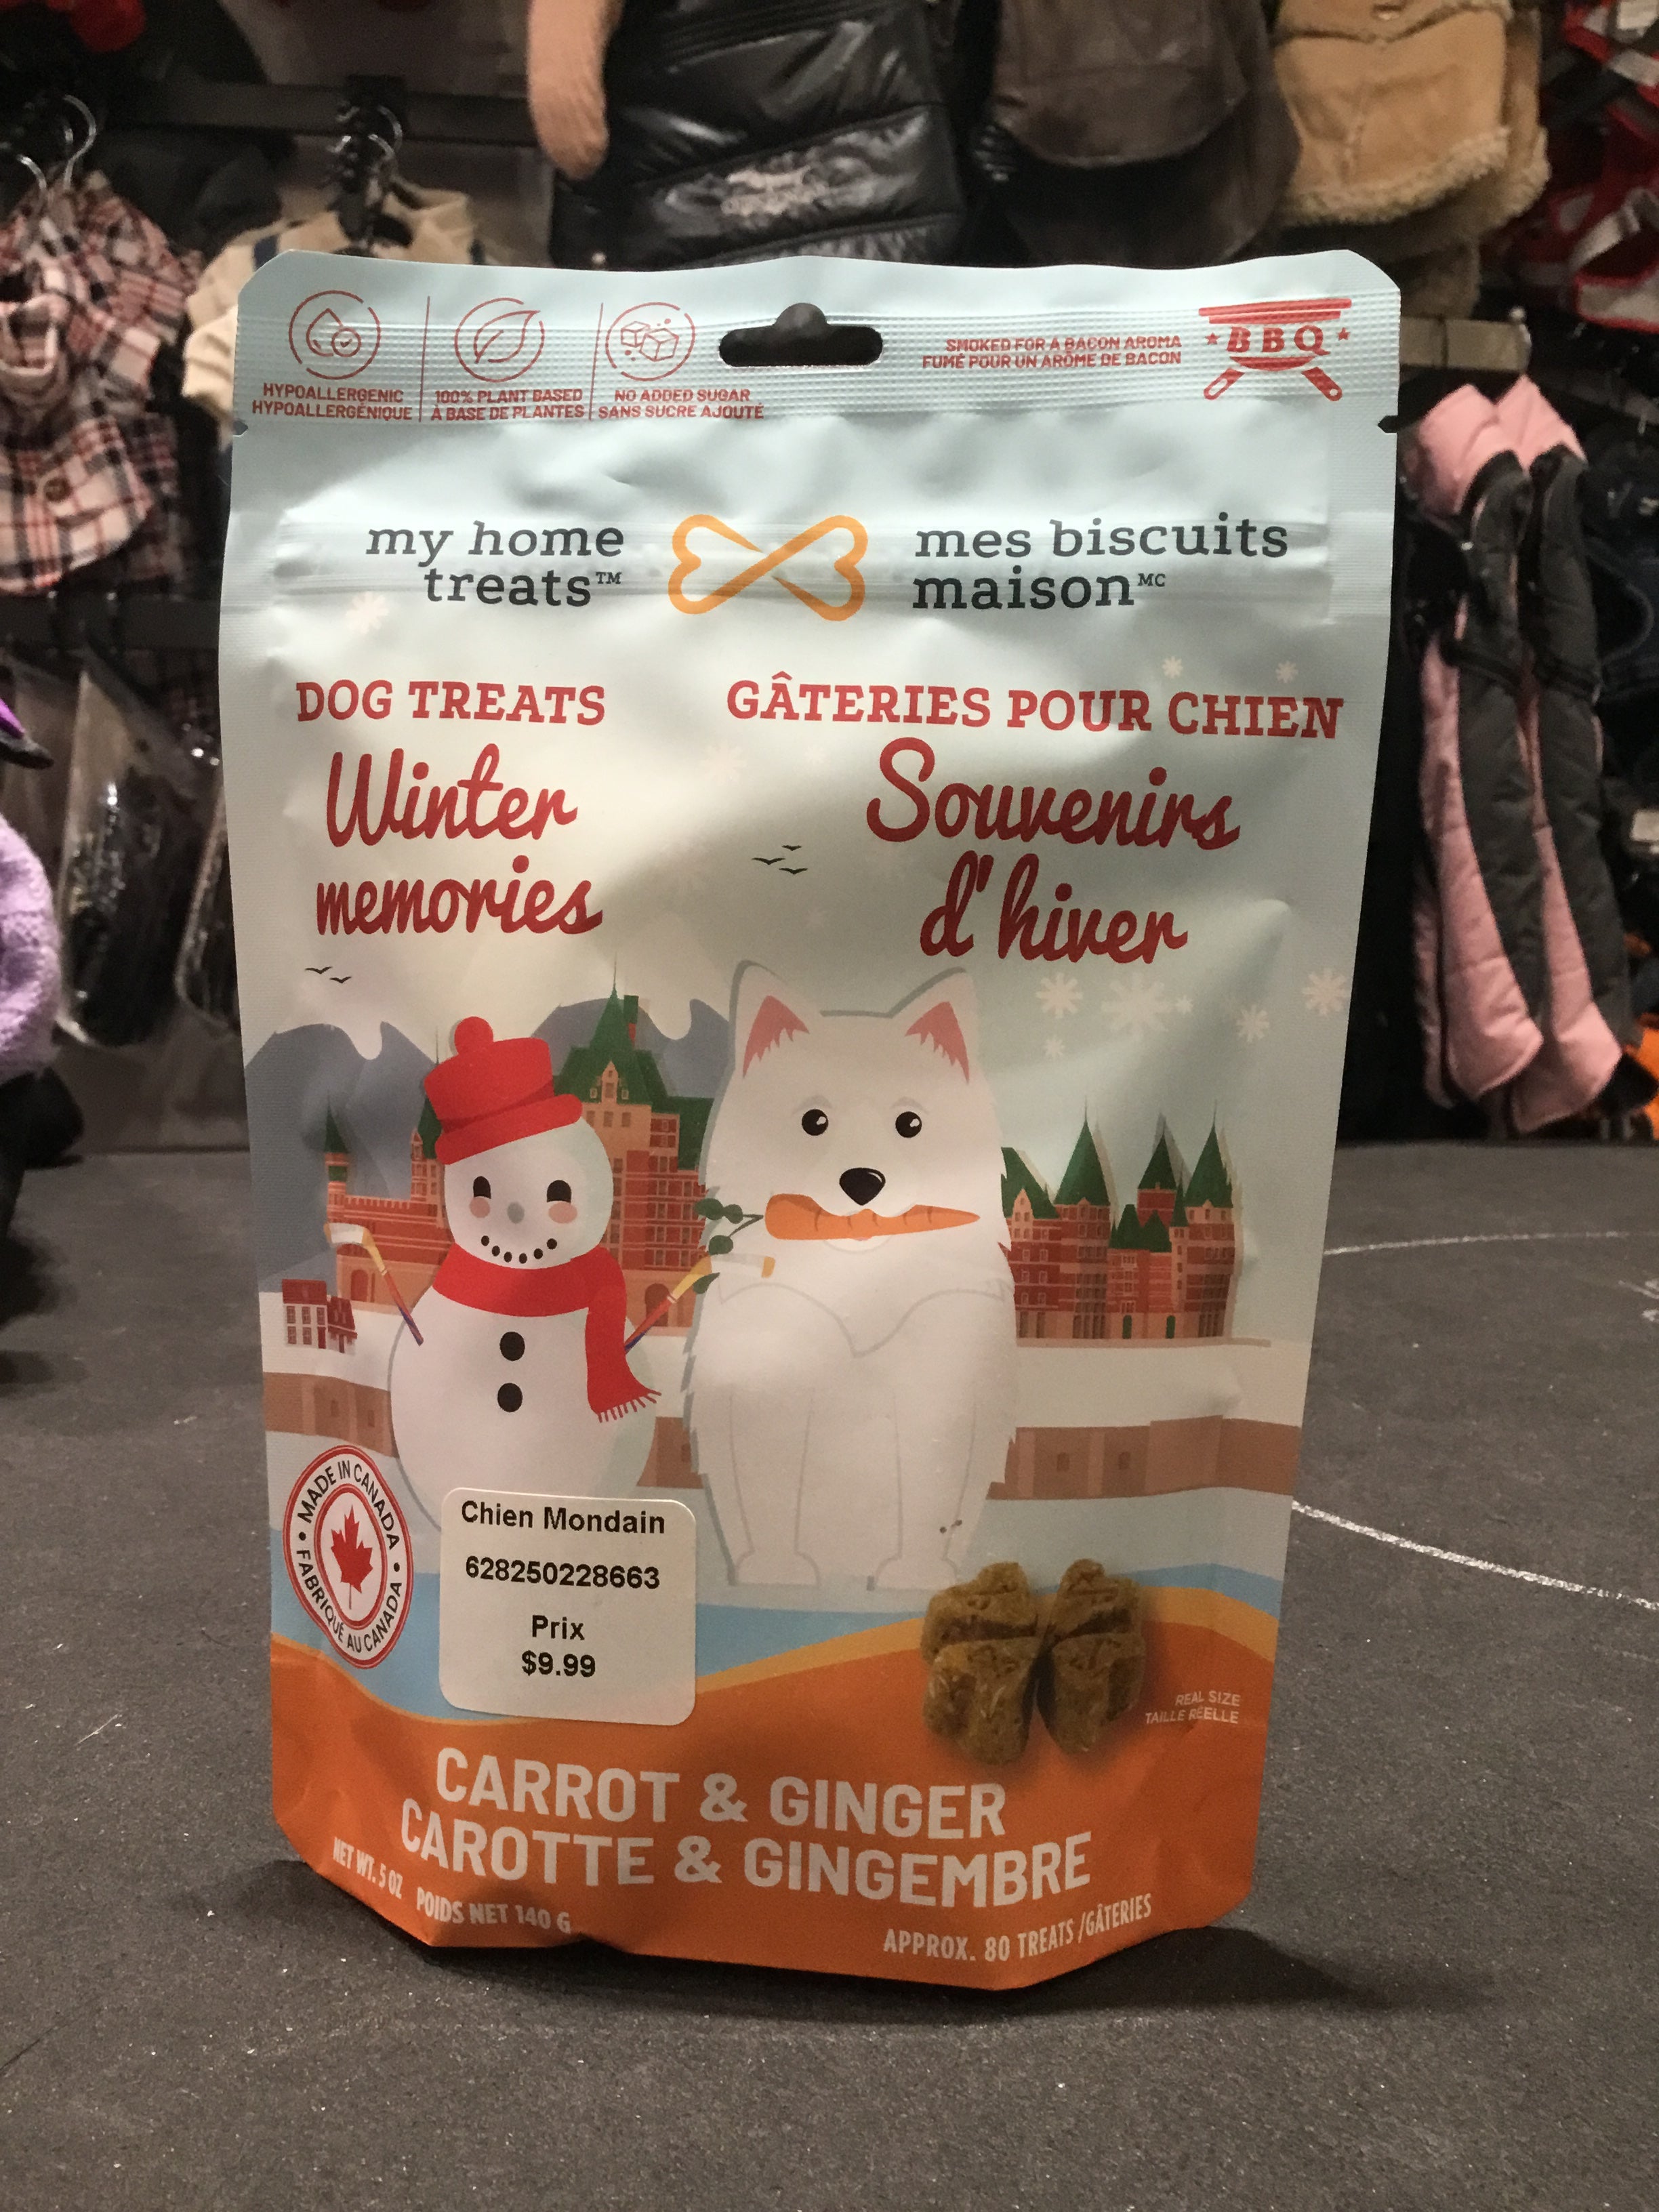 HYPOALLERGENIC
HYPOALLERGÉNIQUE
100% PLANT BASED
À BASE DE PLANTES
NO ADDED SUGAR
SANS SUCRE AJOUTÉ
SMOKED FOR A BACON AROMA
FUMÉ POUR UN ARÔME DE BACON
BBQ
my home
treats™
mes biscuits
maisonMC
DOG TREATS
Winter
memories
GÂTERIES POUR CHIEN
Souvenirs
d'hiver
MADE IN CANADA
FABRIQUÉ AU CANADA
Chien Mondain
628250228663
Prix
$9.99
REAL SIZE
TAILLE RÉELLE
CARROT & GINGER
CAROTTE & GINGEMBRE
NET WT. 5 OZ POIDS NET 140 G
APPROX. 80 TREATS /GÂTERIES